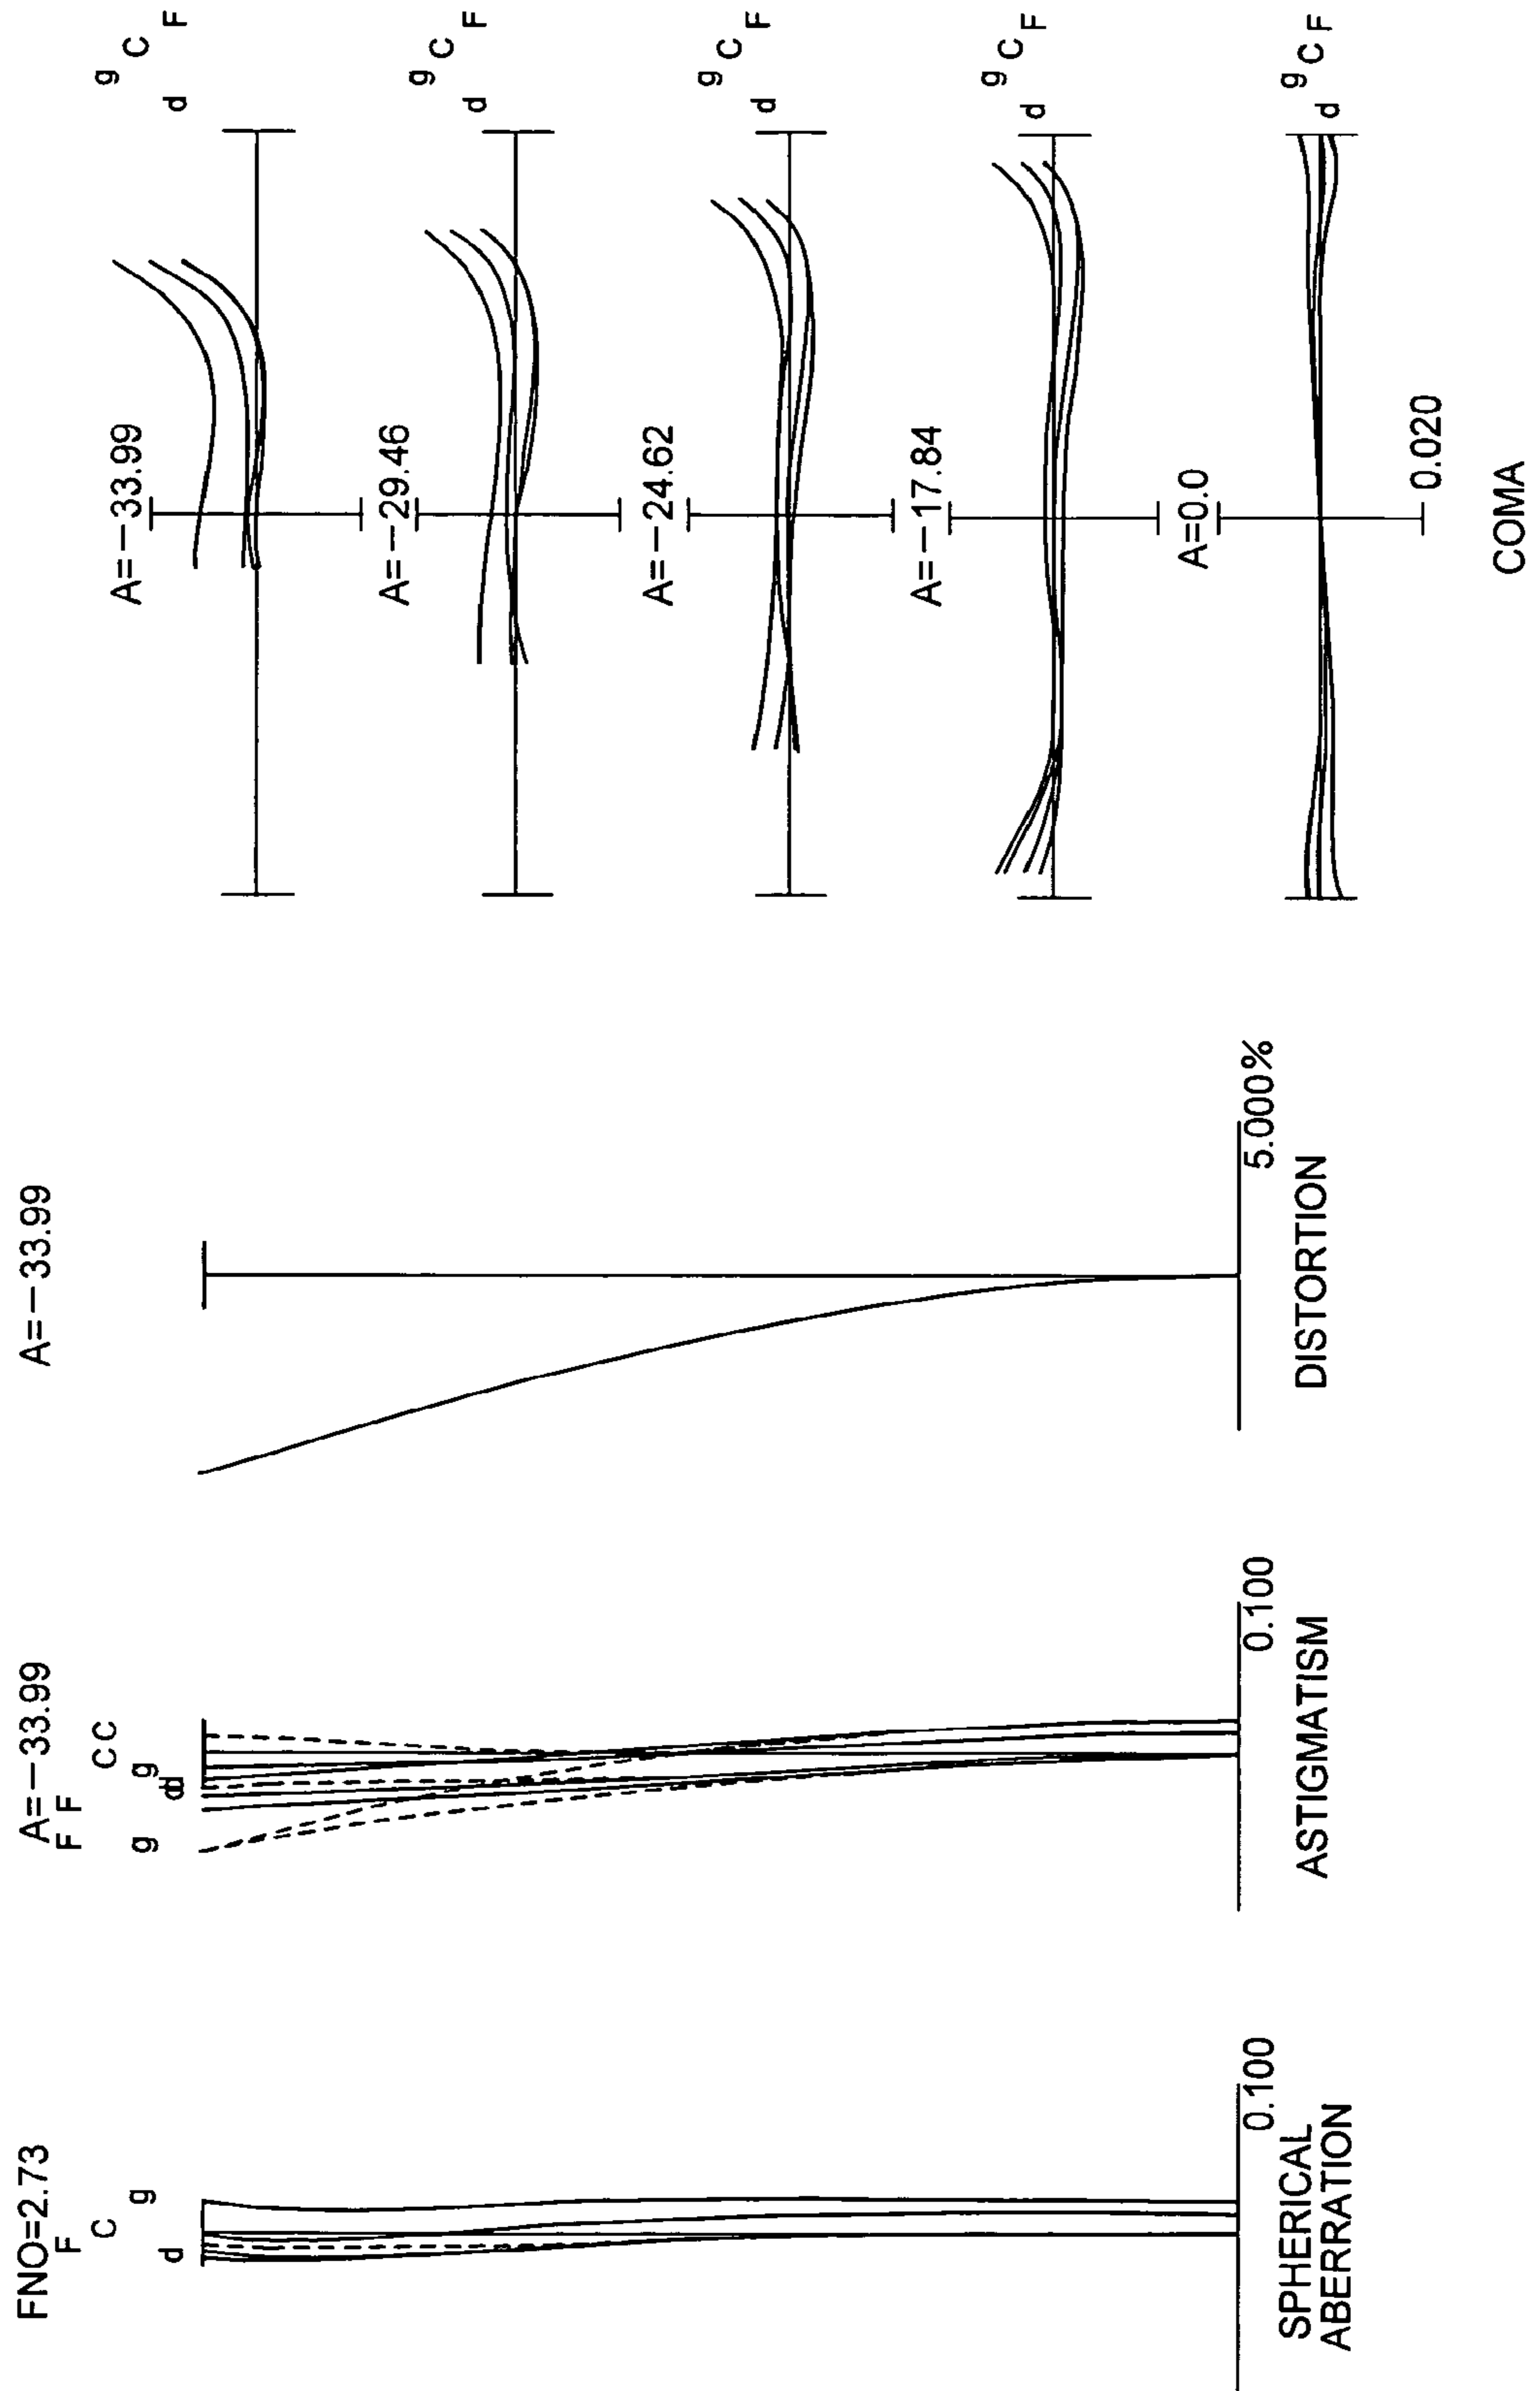 FNO=2.73
F
C
g
d
0.100
SPHERICAL
ABERRATION
A=−33.99
F F
C C
g
g
d
d
0.100
ASTIGMATISM
A=−33.99
5.000%
DISTORTION
A=−33.99
g
C
F
d
A=−29.46
g
C
F
d
A=−24.62
g
C
F
d
A=−17.84
g
C
F
d
A=0.0
g
C
F
d
0.020
COMA